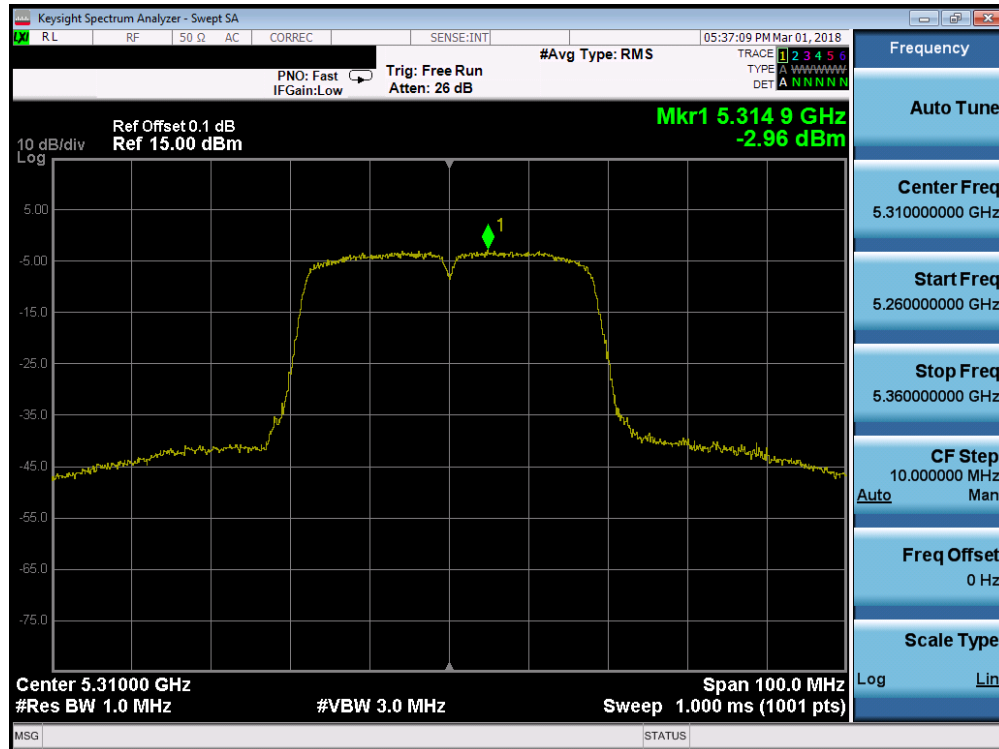 Keysight Spectrum Analyzer - Swept SA
LXI RL RF 50 Ω AC CORREC SENSE:INT 05:37:09 PM Mar 01, 2018
#Avg Type: RMS
TRACE 1 2 3 4 5 6
TYPE A WWWWW
DET A N N N N N
PNO: Fast
IFGain:Low
Trig: Free Run
Atten: 26 dB
Mkr1 5.314 9 GHz
-2.96 dBm
Ref Offset 0.1 dB
10 dB/div Ref 15.00 dBm
Log
1
5.00
-5.00
-15.0
-25.0
-35.0
-45.0
-55.0
-65.0
-75.0
Center 5.31000 GHz Span 100.0 MHz
#Res BW 1.0 MHz #VBW 3.0 MHz Sweep 1.000 ms (1001 pts)
MSG STATUS
Frequency
Auto Tune
Center Freq
5.310000000 GHz
Start Freq
5.260000000 GHz
Stop Freq
5.360000000 GHz
CF Step
10.000000 MHz
Auto Man
Freq Offset
0 Hz
Scale Type
Log Lin